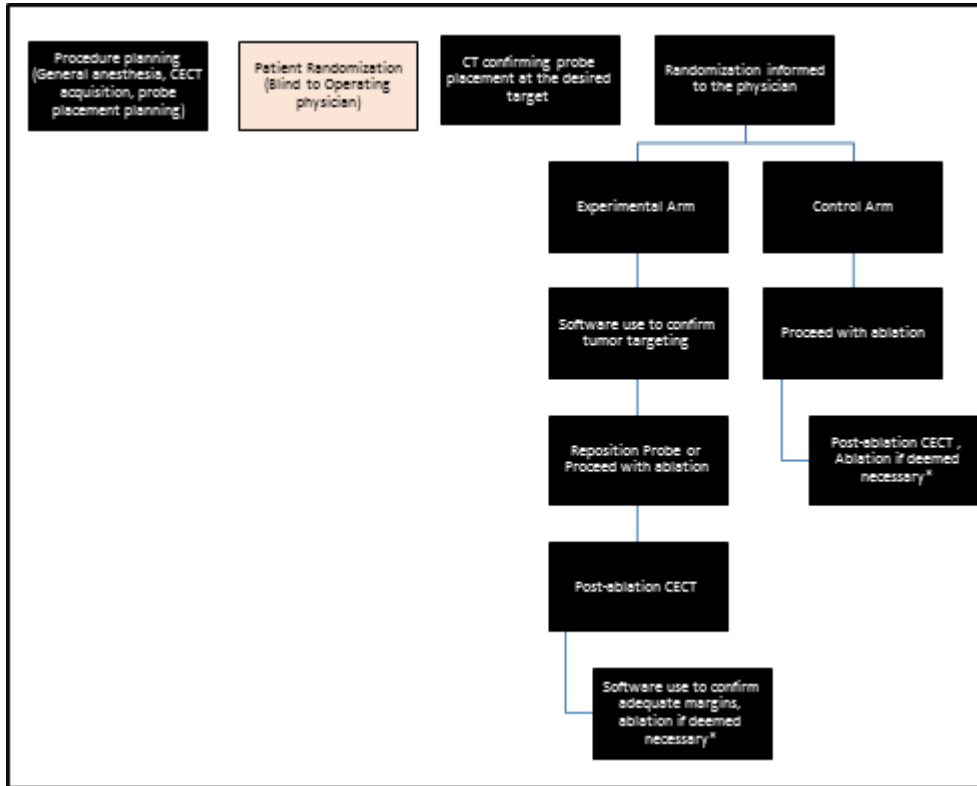 Procedure planning
(General anesthesia, CECT
acquisition, probe
placement planning)
Patient Randomization
(Blind to Operating
physician)
CT confirming probe
placement at the desired
target
Randomization informed
to the physician
Experimental Arm
Control Arm
Software use to confirm
tumor targeting
Proceed with ablation
Reposition Probe or
Proceed with ablation
Post-ablation CECT ,
Ablation if deemed
necessary*
Post-ablation CECT
Software use to confirm
adequate margins,
ablation if deemed
necessary*